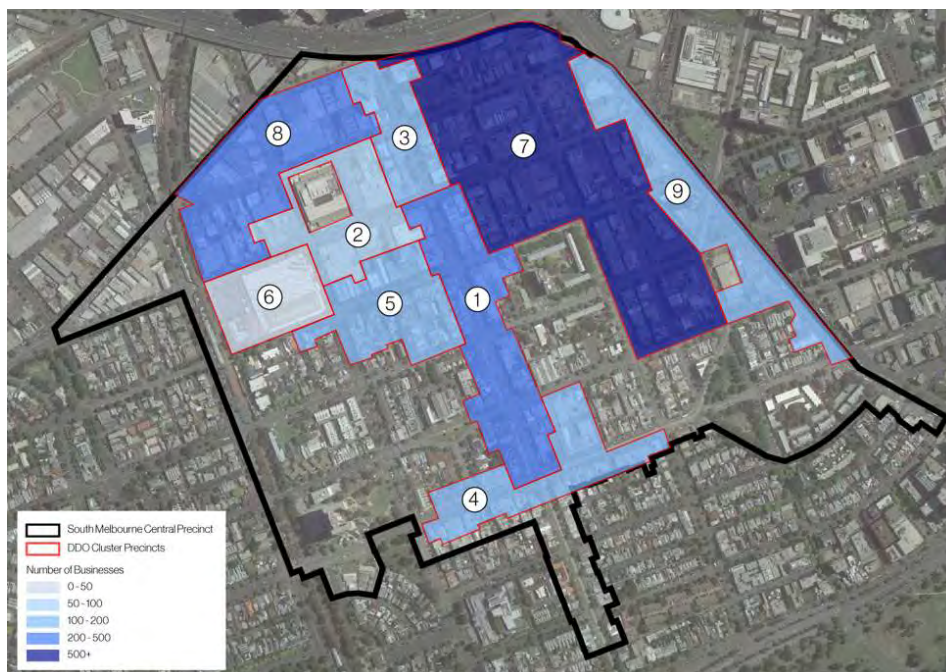 8
3
7
9
2
6
5
1
4
South Melbourne Central Precinct
DDO Cluster Precincts
Number of Businesses
0 - 50
50 - 100
100 - 200
200 - 500
500+